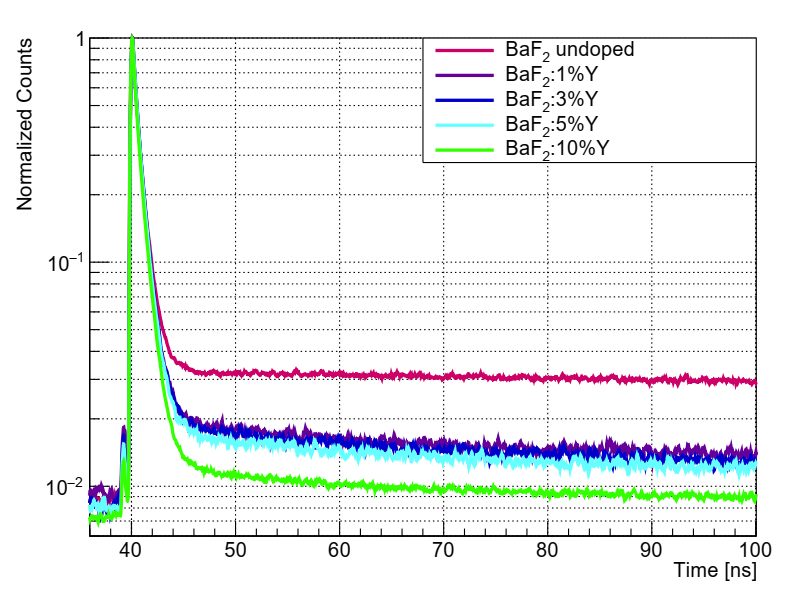 Normalized Counts
1
10⁻¹
10⁻²
BaF₂ undoped
BaF₂:1%Y
BaF₂:3%Y
BaF₂:5%Y
BaF₂:10%Y
40 50 60 70 80 90 100
Time [ns]